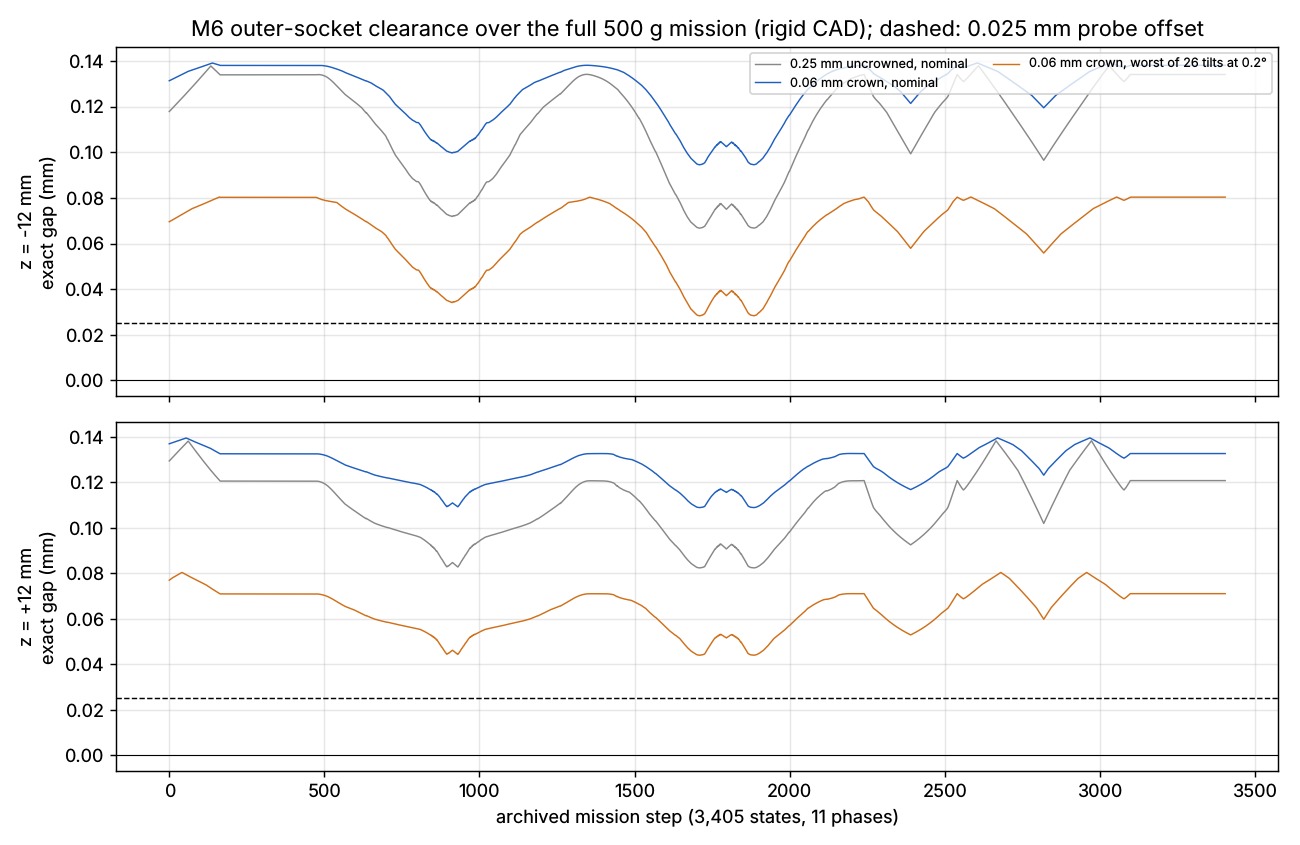 M6 outer-socket clearance over the full 500 g mission (rigid CAD); dashed: 0.025 mm probe offset
0.25 mm uncrowned, nominal
0.06 mm crown, nominal
0.06 mm crown, worst of 26 tilts at 0.2°
z = -12 mm
exact gap (mm)
0.14
0.12
0.10
0.08
0.06
0.04
0.02
0.00
z = +12 mm
exact gap (mm)
0.14
0.12
0.10
0.08
0.06
0.04
0.02
0.00
0 500 1000 1500 2000 2500 3000 3500
archived mission step (3,405 states, 11 phases)